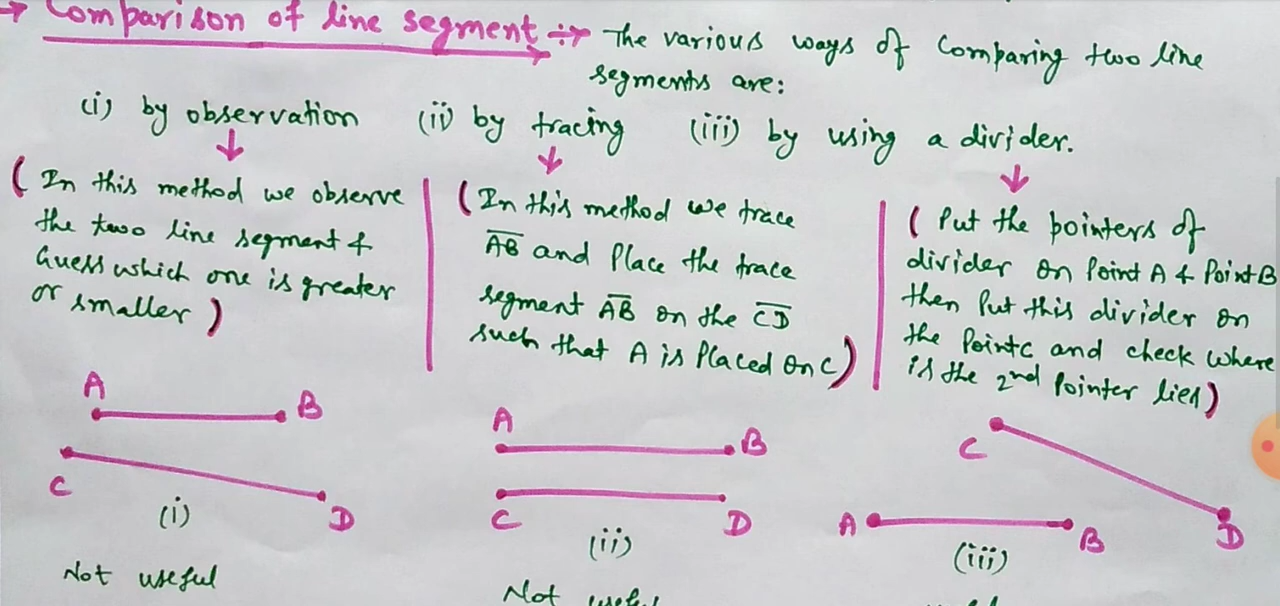 → Comparison of line segment ÷→ The various ways of Comparing two line
segments are:
(i) by observation (ii) by tracing (iii) by using a divider.
(In this method we observe
the two line segment &
Guess which one is greater
or smaller)
(In this method we trace
A̅B̅ and Place the trace
segment A̅B̅ on the C̅D̅
such that A is Placed on C)
(Put the pointers of
divider on Point A & Point B
then Put this divider on
the Point C and check where
is the 2nd Pointer lies)
A B
C D
(i)
Not useful
A B
C D
(ii)
Not useful
C D
A B
(iii)